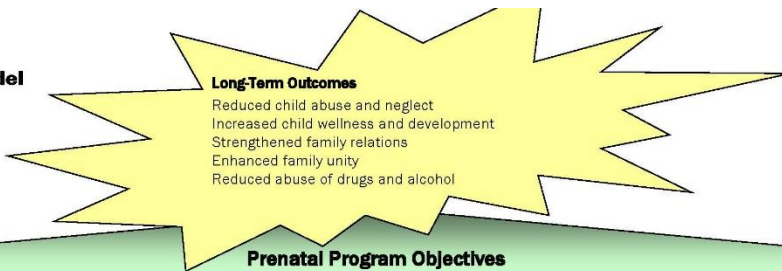 del
Long-Term Outcomes
Reduced child abuse and neglect
Increased child wellness and development
Strengthened family relations
Enhanced family unity
Reduced abuse of drugs and alcohol
Prenatal Program Objectives